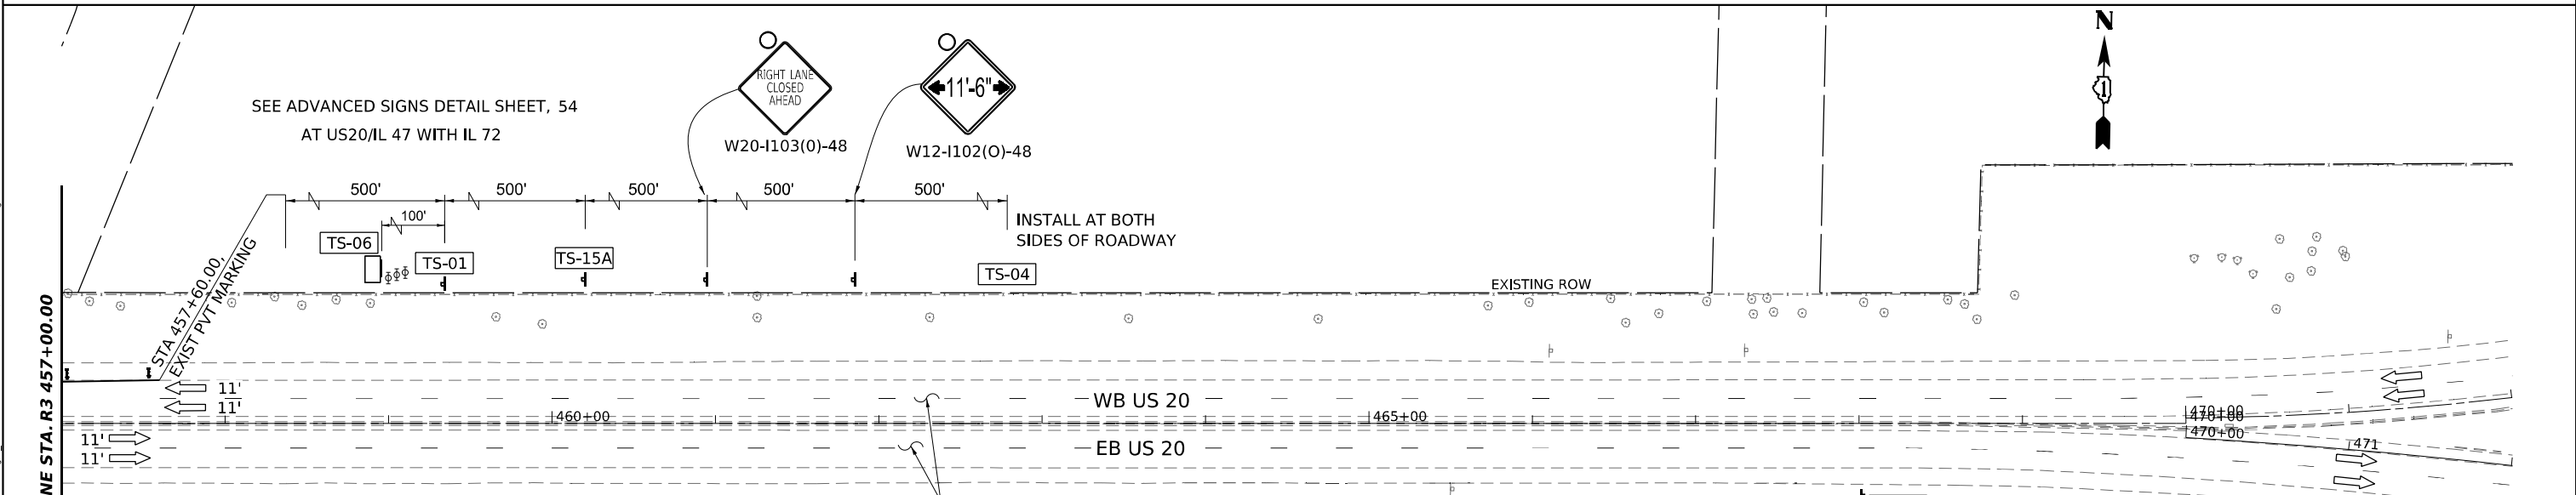 N
1
RIGHT LANE
CLOSED
AHEAD
11'-6"
SEE ADVANCED SIGNS DETAIL SHEET, 54
AT US20/IL 47 WITH IL 72
W20-I103(0)-48
W12-I102(O)-48
500'
500'
500'
500'
500'
100'
INSTALL AT BOTH
SIDES OF ROADWAY
TS-06
TS-01
TS-15A
TS-04
STA 457+60.00,
EXIST PVT MARKING
EXISTING ROW
NE STA. R3 457+00.00
11'
11'
WB US 20
460+00
465+00
470+00
470+00
470+00
471
11'
11'
EB US 20